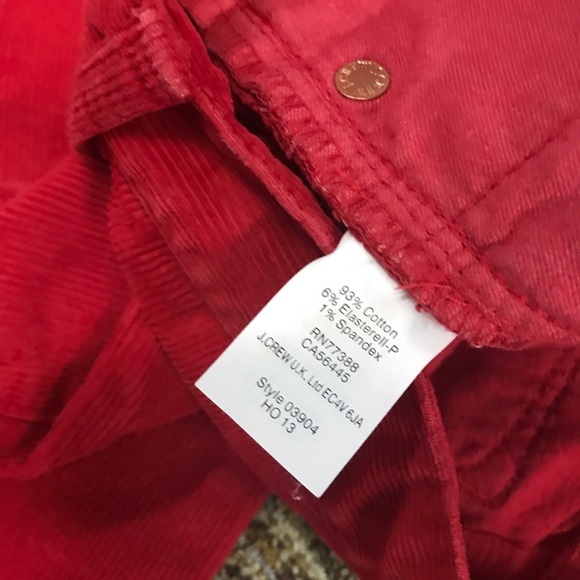 93% Cotton
6% Elasterell-P
1% Spandex
RN77388
CA56445
J.CREW U.K. Ltd EC4V 6JA
Style 03904
HO 13